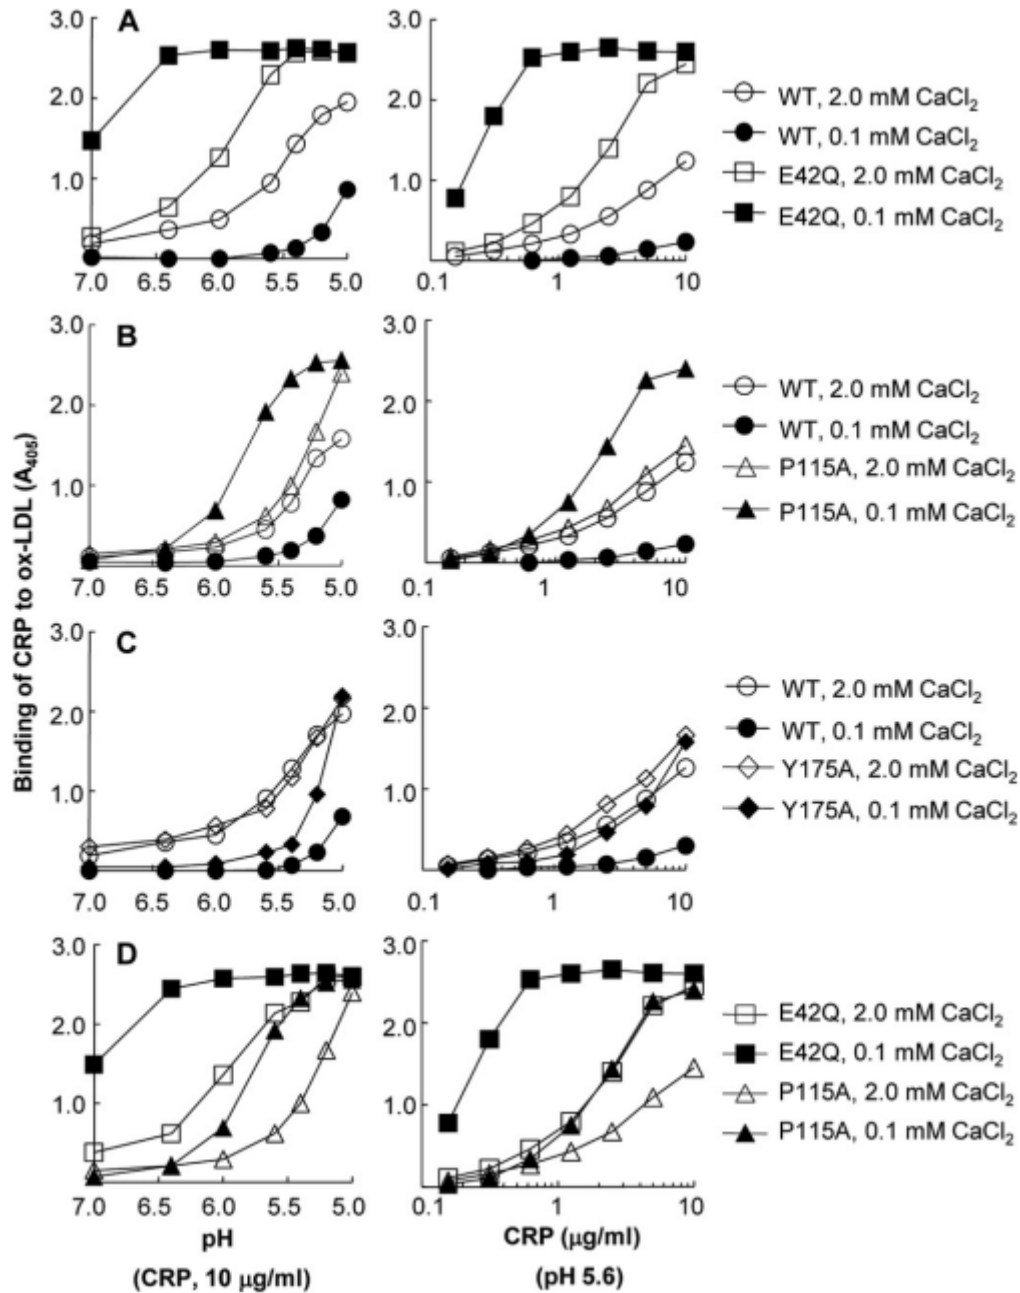 Binding of CRP to ox-LDL (A₄₀₅)
A
3.0
2.0
1.0
7.0 6.5 6.0 5.5 5.0
3.0
2.0
1.0
0.1 1 10
WT, 2.0 mM CaCl₂
WT, 0.1 mM CaCl₂
E42Q, 2.0 mM CaCl₂
E42Q, 0.1 mM CaCl₂
B
3.0
2.0
1.0
7.0 6.5 6.0 5.5 5.0
3.0
2.0
1.0
0.1 1 10
WT, 2.0 mM CaCl₂
WT, 0.1 mM CaCl₂
P115A, 2.0 mM CaCl₂
P115A, 0.1 mM CaCl₂
C
3.0
2.0
1.0
7.0 6.5 6.0 5.5 5.0
3.0
2.0
1.0
0.1 1 10
WT, 2.0 mM CaCl₂
WT, 0.1 mM CaCl₂
Y175A, 2.0 mM CaCl₂
Y175A, 0.1 mM CaCl₂
D
3.0
2.0
1.0
7.0 6.5 6.0 5.5 5.0
pH
(CRP, 10 µg/ml)
3.0
2.0
1.0
0.1 1 10
CRP (µg/ml)
(pH 5.6)
E42Q, 2.0 mM CaCl₂
E42Q, 0.1 mM CaCl₂
P115A, 2.0 mM CaCl₂
P115A, 0.1 mM CaCl₂